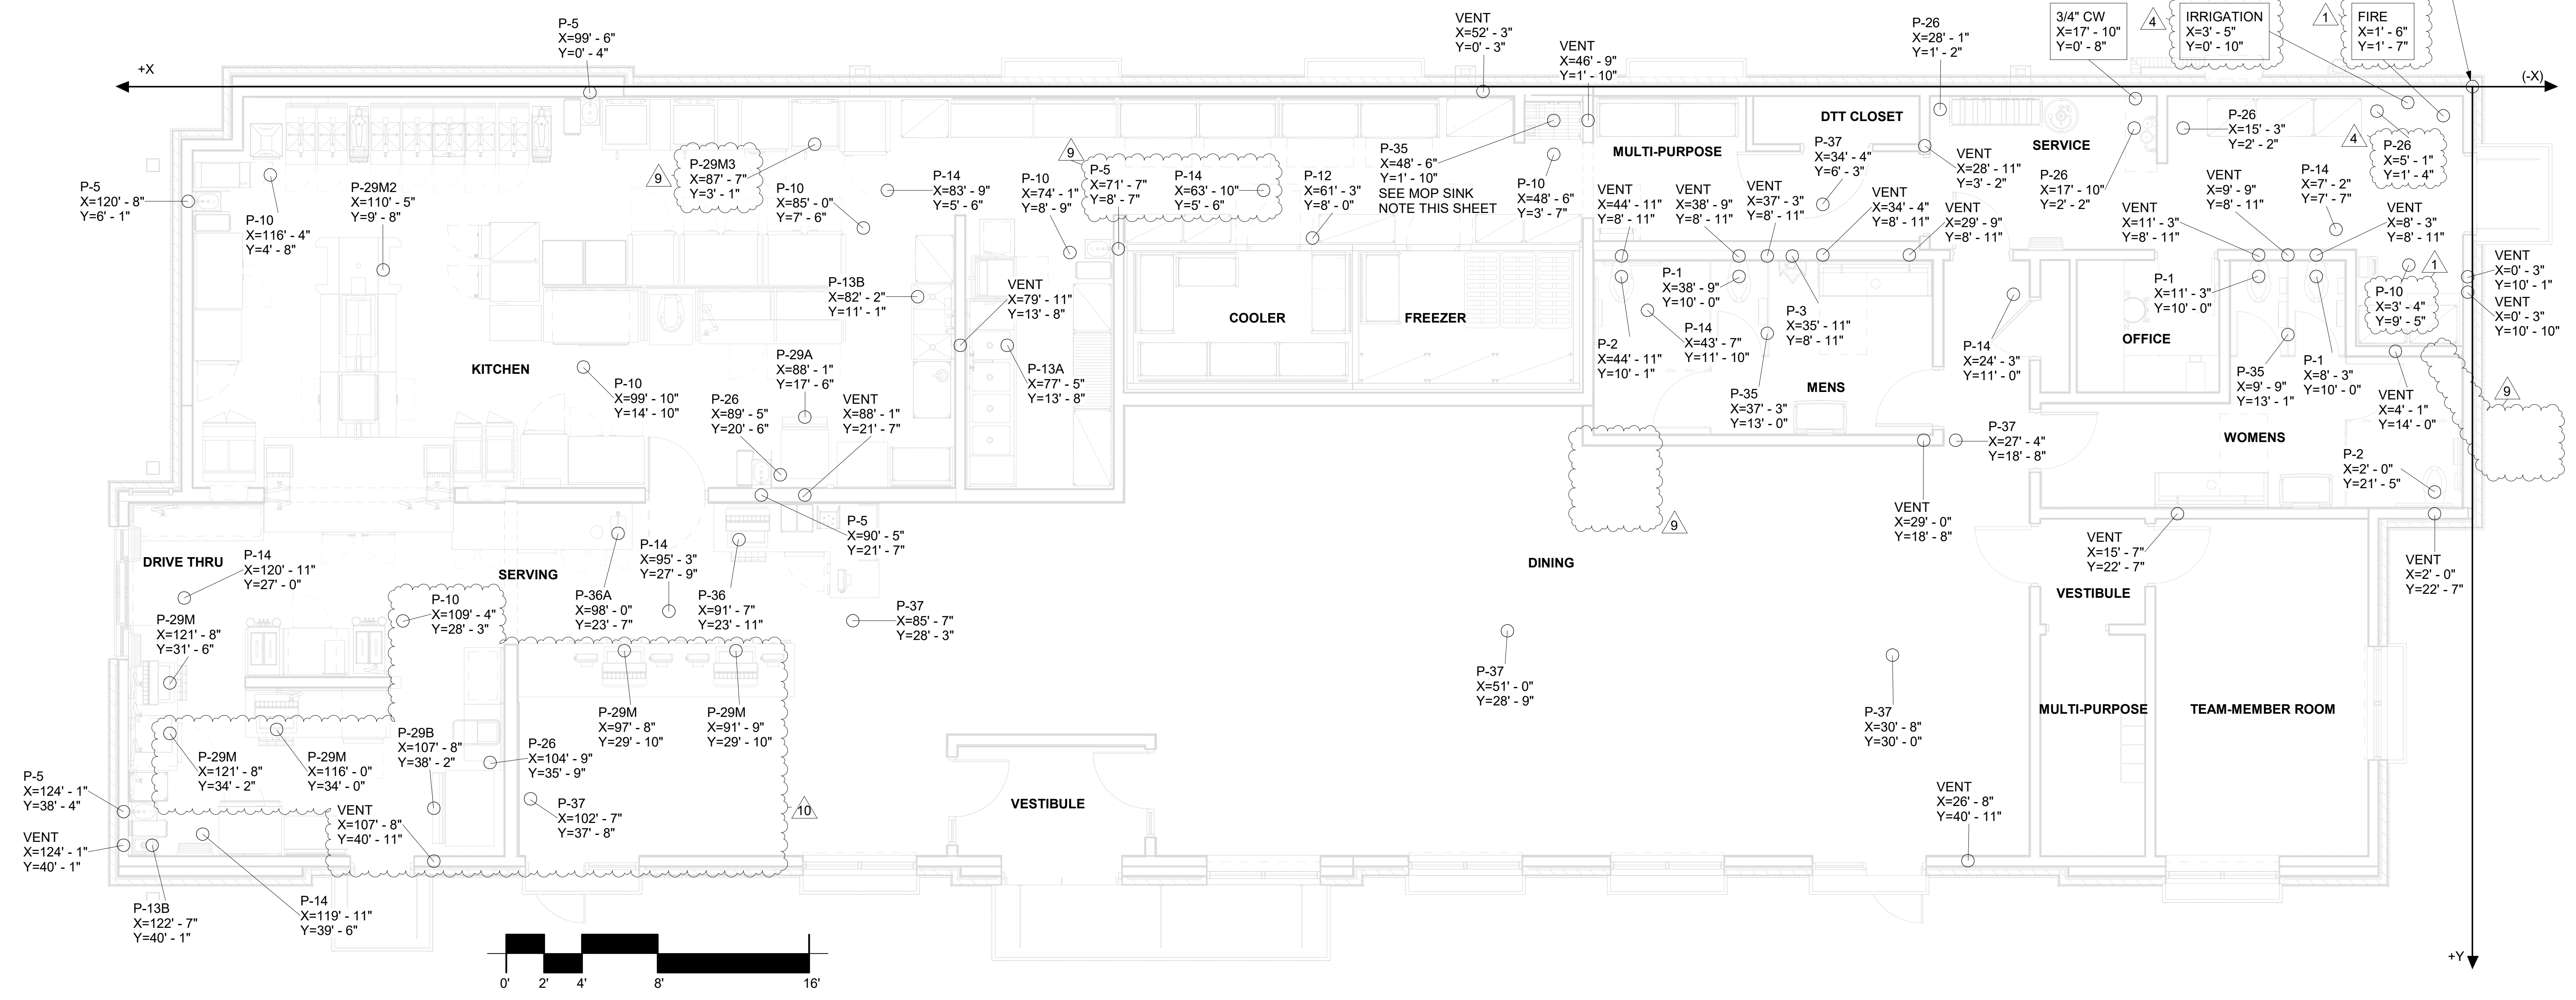 P-5
X=99' - 6"
Y=0' - 4"
VENT
X=52' - 3"
Y=0' - 3"
VENT
X=46' - 9"
Y=1' - 10"
P-26
X=28' - 1"
Y=1' - 2"
3/4" CW
X=17' - 10"
Y=0' - 8"
4
IRRIGATION
X=3' - 5"
Y=0' - 10"
1
FIRE
X=1' - 6"
Y=1' - 7"
+X
(-X)
DTT CLOSET
P-37
X=34' - 4"
Y=6' - 3"
MULTI-PURPOSE
SERVICE
P-26
X=15' - 3"
Y=2' - 2"
4
P-26
X=5' - 1"
Y=1' - 4"
P-5
X=120' - 8"
Y=6' - 1"
P-10
X=116' - 4"
Y=4' - 8"
P-29M2
X=110' - 5"
Y=9' - 8"
9
P-29M3
X=87' - 7"
Y=3' - 1"
P-10
X=85' - 0"
Y=7' - 6"
P-14
X=83' - 9"
Y=5' - 6"
P-10
X=74' - 1"
Y=8' - 9"
9
P-5
X=71' - 7"
Y=8' - 7"
P-14
X=63' - 10"
Y=5' - 6"
P-12
X=61' - 3"
Y=8' - 0"
P-35
X=48' - 6"
Y=1' - 10"
SEE MOP SINK
NOTE THIS SHEET
P-10
X=48' - 6"
Y=3' - 7"
VENT
X=44' - 11"
Y=8' - 11"
VENT
X=38' - 9"
Y=8' - 11"
VENT
X=37' - 3"
Y=8' - 11"
VENT
X=34' - 4"
Y=8' - 11"
VENT
X=28' - 11"
Y=3' - 2"
VENT
X=29' - 9"
Y=8' - 11"
P-26
X=17' - 10"
Y=2' - 2"
VENT
X=11' - 3"
Y=8' - 11"
VENT
X=9' - 9"
Y=8' - 11"
P-14
X=7' - 2"
Y=7' - 7"
VENT
X=8' - 3"
Y=8' - 11"
VENT
X=0' - 3"
Y=10' - 1"
VENT
X=0' - 3"
Y=10' - 10"
1
P-10
X=3' - 4"
Y=9' - 5"
P-13B
X=82' - 2"
Y=11' - 1"
VENT
X=79' - 11"
Y=13' - 8"
COOLER
FREEZER
P-1
X=38' - 9"
Y=10' - 0"
P-2
X=44' - 11"
Y=10' - 1"
P-14
X=43' - 7"
Y=11' - 10"
P-3
X=35' - 11"
Y=8' - 11"
P-35
X=37' - 3"
Y=13' - 0"
MENS
P-14
X=24' - 3"
Y=11' - 0"
OFFICE
P-1
X=11' - 3"
Y=10' - 0"
P-35
X=9' - 9"
Y=13' - 1"
P-1
X=8' - 3"
Y=10' - 0"
VENT
X=4' - 1"
Y=14' - 0"
9
KITCHEN
P-10
X=99' - 10"
Y=14' - 10"
P-29A
X=88' - 1"
Y=17' - 6"
P-26
X=89' - 5"
Y=20' - 6"
VENT
X=88' - 1"
Y=21' - 7"
P-13A
X=77' - 5"
Y=13' - 8"
P-37
X=27' - 4"
Y=18' - 8"
WOMENS
P-2
X=2' - 0"
Y=21' - 5"
9
VENT
X=29' - 0"
Y=18' - 8"
P-5
X=90' - 5"
Y=21' - 7"
VENT
X=15' - 7"
Y=22' - 7"
VENT
X=2' - 0"
Y=22' - 7"
DRIVE THRU
P-14
X=120' - 11"
Y=27' - 0"
SERVING
P-36A
X=98' - 0"
Y=23' - 7"
P-14
X=95' - 3"
Y=27' - 9"
P-36
X=91' - 7"
Y=23' - 11"
P-37
X=85' - 7"
Y=28' - 3"
DINING
VESTIBULE
P-29M
X=121' - 8"
Y=31' - 6"
P-10
X=109' - 4"
Y=28' - 3"
P-37
X=51' - 0"
Y=28' - 9"
P-37
X=30' - 8"
Y=30' - 0"
MULTI-PURPOSE
TEAM-MEMBER ROOM
P-29M
X=97' - 8"
Y=29' - 10"
P-29M
X=91' - 9"
Y=29' - 10"
P-29M
X=121' - 8"
Y=34' - 2"
P-29M
X=116' - 0"
Y=34' - 0"
P-29B
X=107' - 8"
Y=38' - 2"
P-26
X=104' - 9"
Y=35' - 9"
P-5
X=124' - 1"
Y=38' - 4"
VENT
X=124' - 1"
Y=40' - 1"
VENT
X=107' - 8"
Y=40' - 11"
P-37
X=102' - 7"
Y=37' - 8"
10
VESTIBULE
VENT
X=26' - 8"
Y=40' - 11"
P-13B
X=122' - 7"
Y=40' - 1"
P-14
X=119' - 11"
Y=39' - 6"
+Y
0'
2'
4'
8'
16'